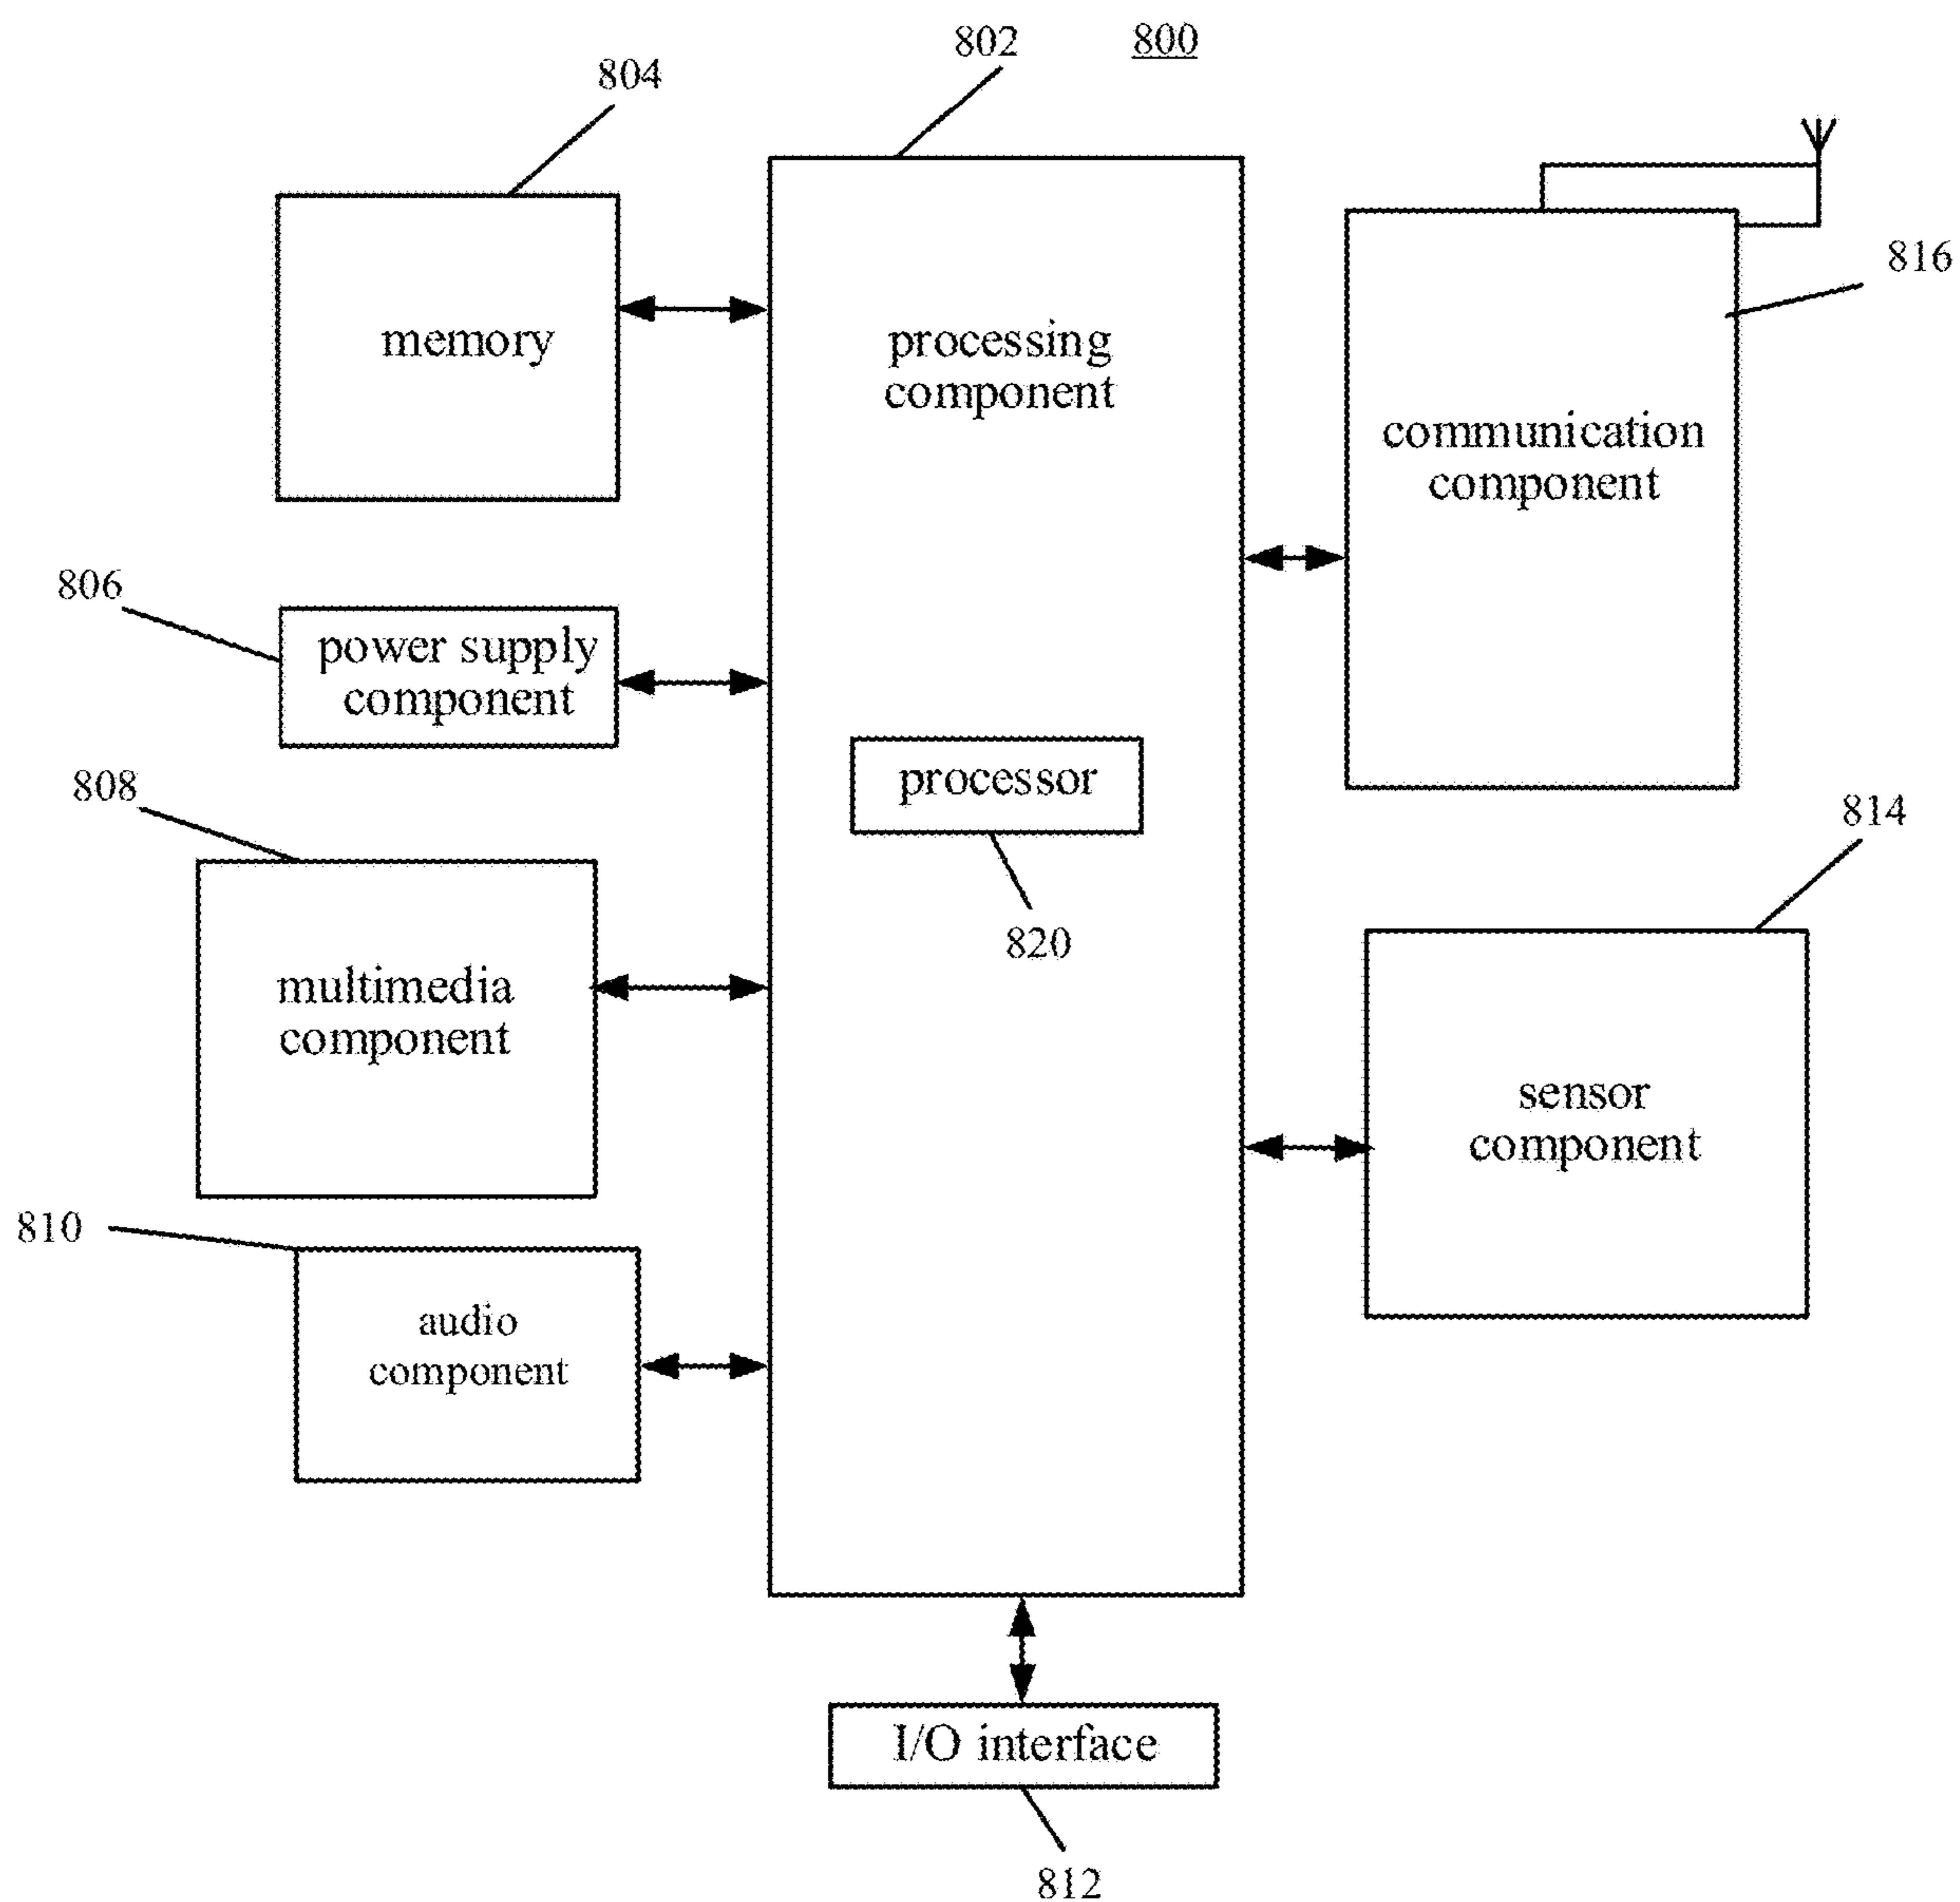 802
800
804
816
memory
processing
component
communication
component
806
power supply
component
808
processor
820
814
multimedia
component
sensor
component
810
audio
component
I/O interface
812